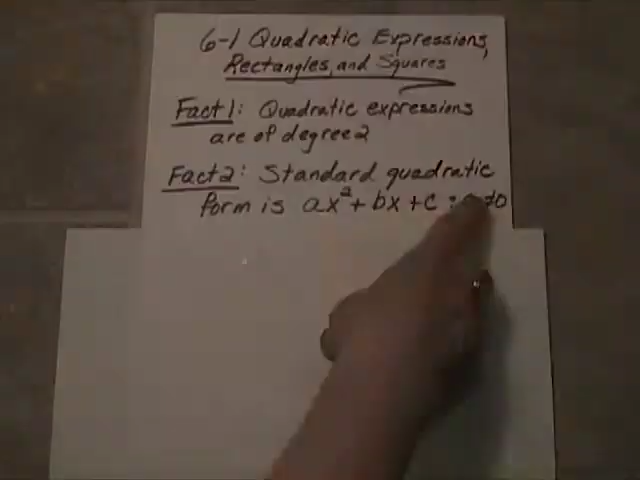 6-1 Quadratic Expressions,
Rectangles, and Squares
Fact 1: Quadratic expressions
are of degree 2
Fact 2: Standard quadratic
form is ax² + bx + c ; a≠0